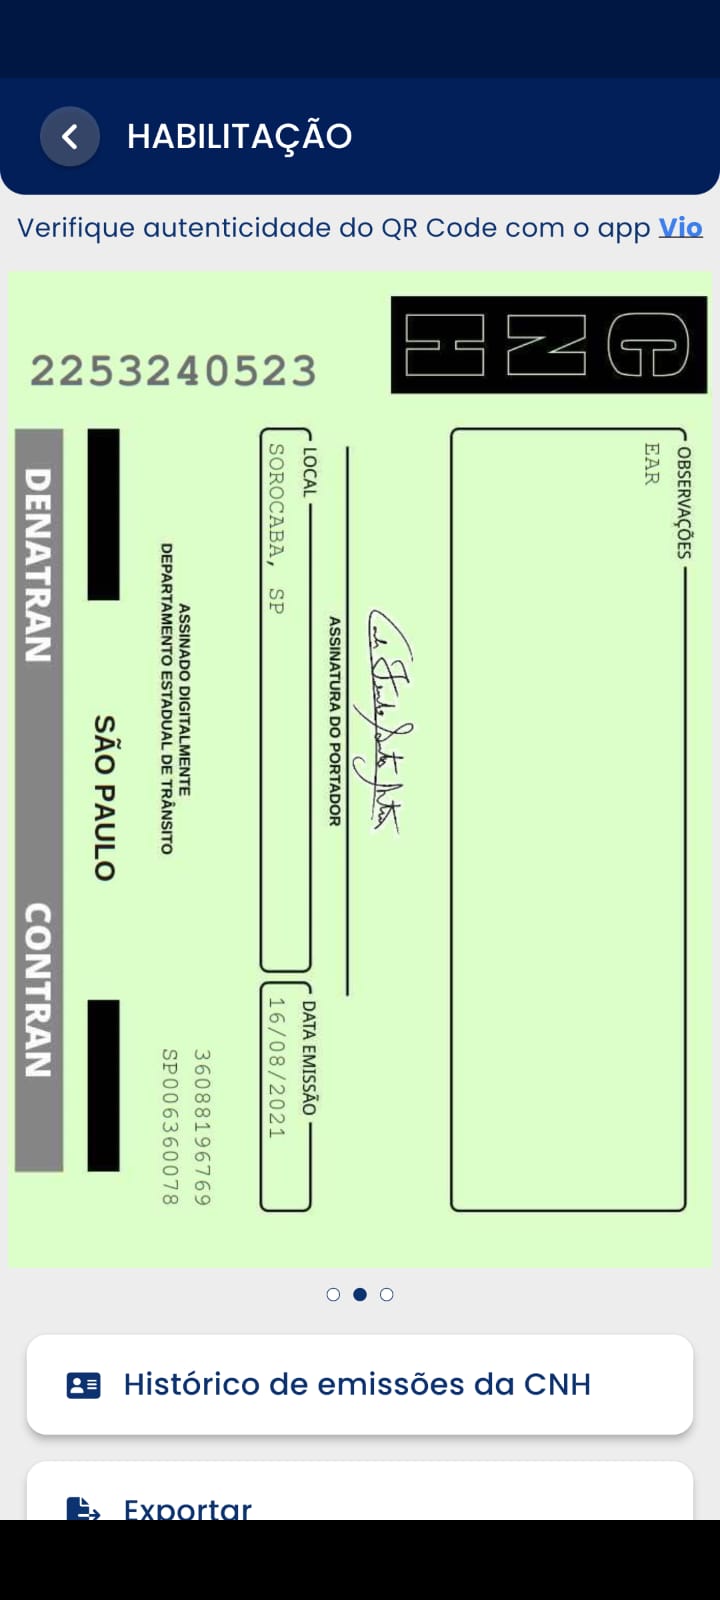 HABILITAÇÃO
Verifique autenticidade do QR Code com o app Vio
CNH
2253240523
OBSERVAÇÕES
EAR
ASSINATURA DO PORTADOR
LOCAL
SOROCABA, SP
DATA EMISSÃO
16/08/2021
ASSINADO DIGITALMENTE
DEPARTAMENTO ESTADUAL DE TRÂNSITO
36088196769
SP006360078
SÃO PAULO
DENATRAN CONTRAN
Histórico de emissões da CNH
Exportar